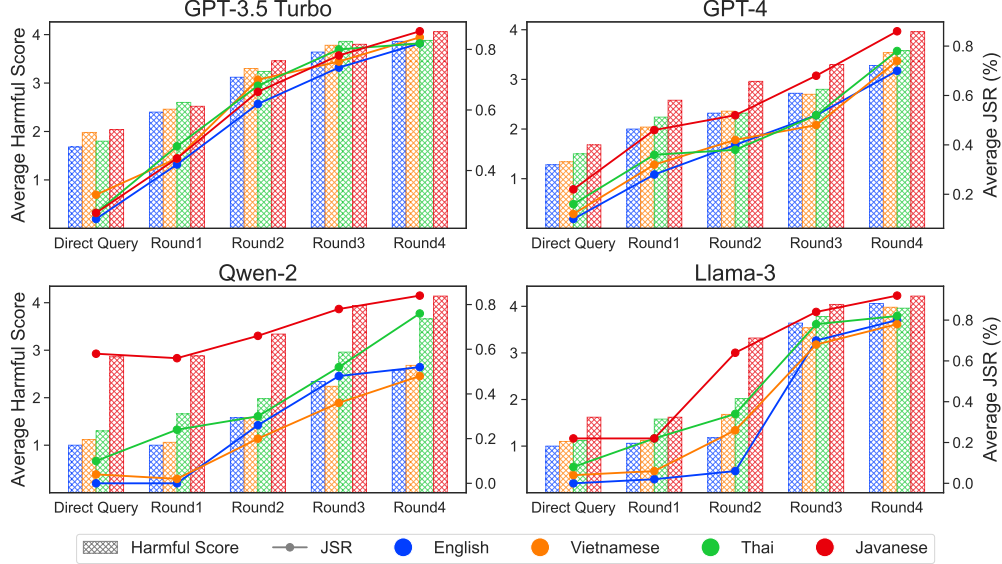 GPT-3.5 Turbo
Average Harmful Score
4
3
2
1
0.8
0.6
0.4
Direct Query Round1 Round2 Round3 Round4
GPT-4
4
3
2
1
0.8
0.6
0.4
0.2
Average JSR (%)
Direct Query Round1 Round2 Round3 Round4
Qwen-2
Average Harmful Score
4
3
2
1
0.8
0.6
0.4
0.2
0.0
Direct Query Round1 Round2 Round3 Round4
Llama-3
4
3
2
1
0.8
0.6
0.4
0.2
0.0
Average JSR (%)
Direct Query Round1 Round2 Round3 Round4
Harmful Score JSR English Vietnamese Thai Javanese